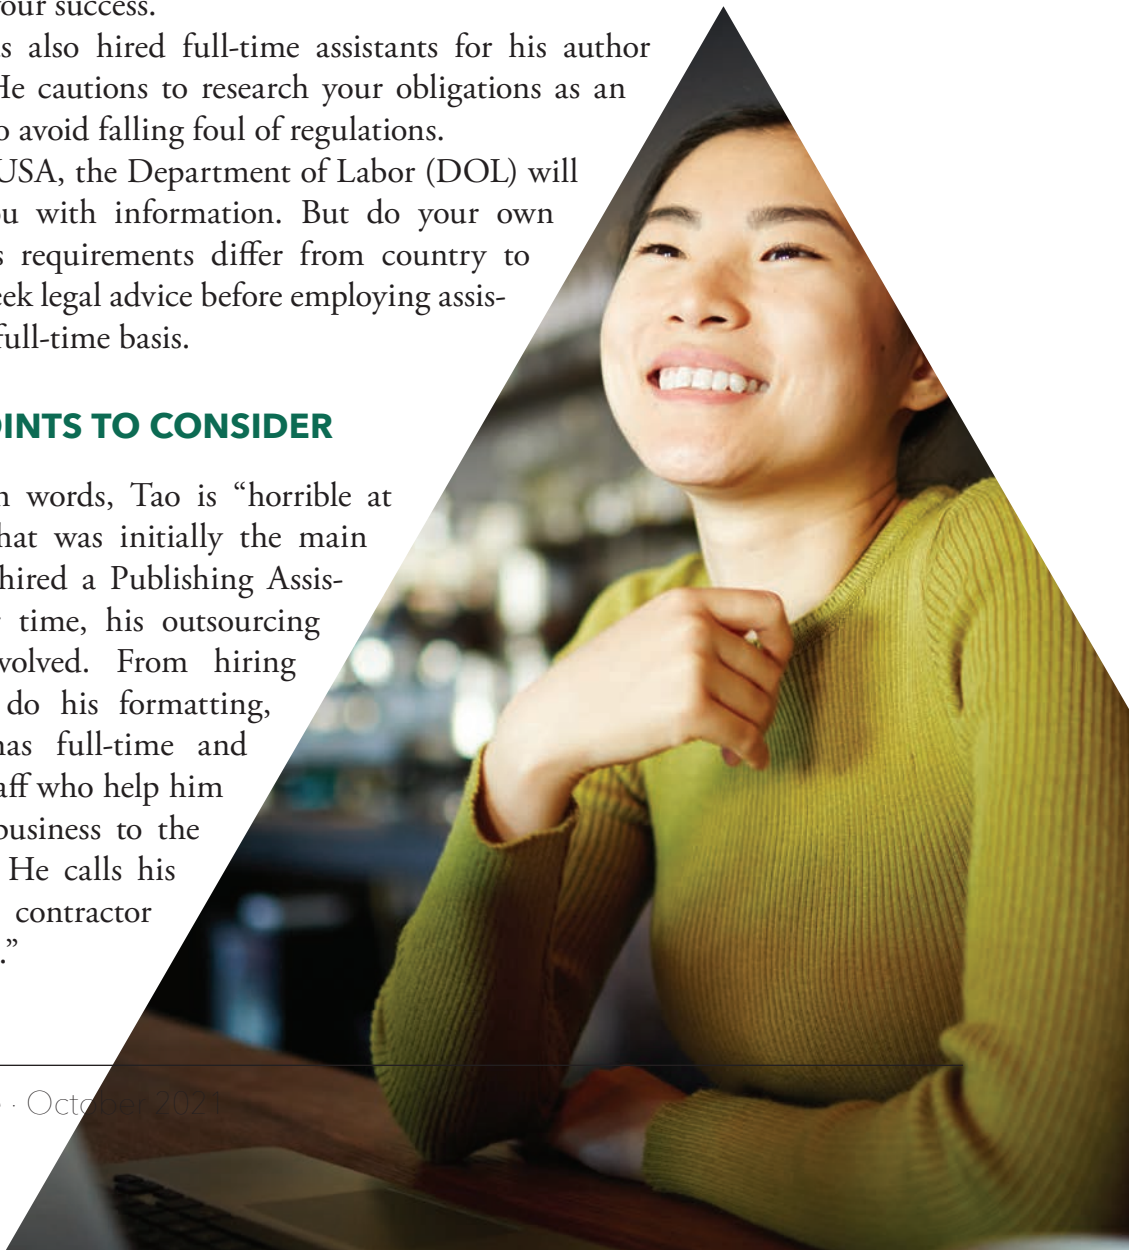 your success.
s also hired full-time assistants for his author
He cautions to research your obligations as an
o avoid falling foul of regulations.
USA, the Department of Labor (DOL) will
ou with information. But do your own
s requirements differ from country to
eek legal advice before employing assis-
full-time basis.
OINTS TO CONSIDER
n words, Tao is “horrible at
hat was initially the main
hired a Publishing Assis-
r time, his outsourcing
volved. From hiring
do his formatting,
has full-time and
aff who help him
business to the
He calls his
contractor
.”
· October 2021